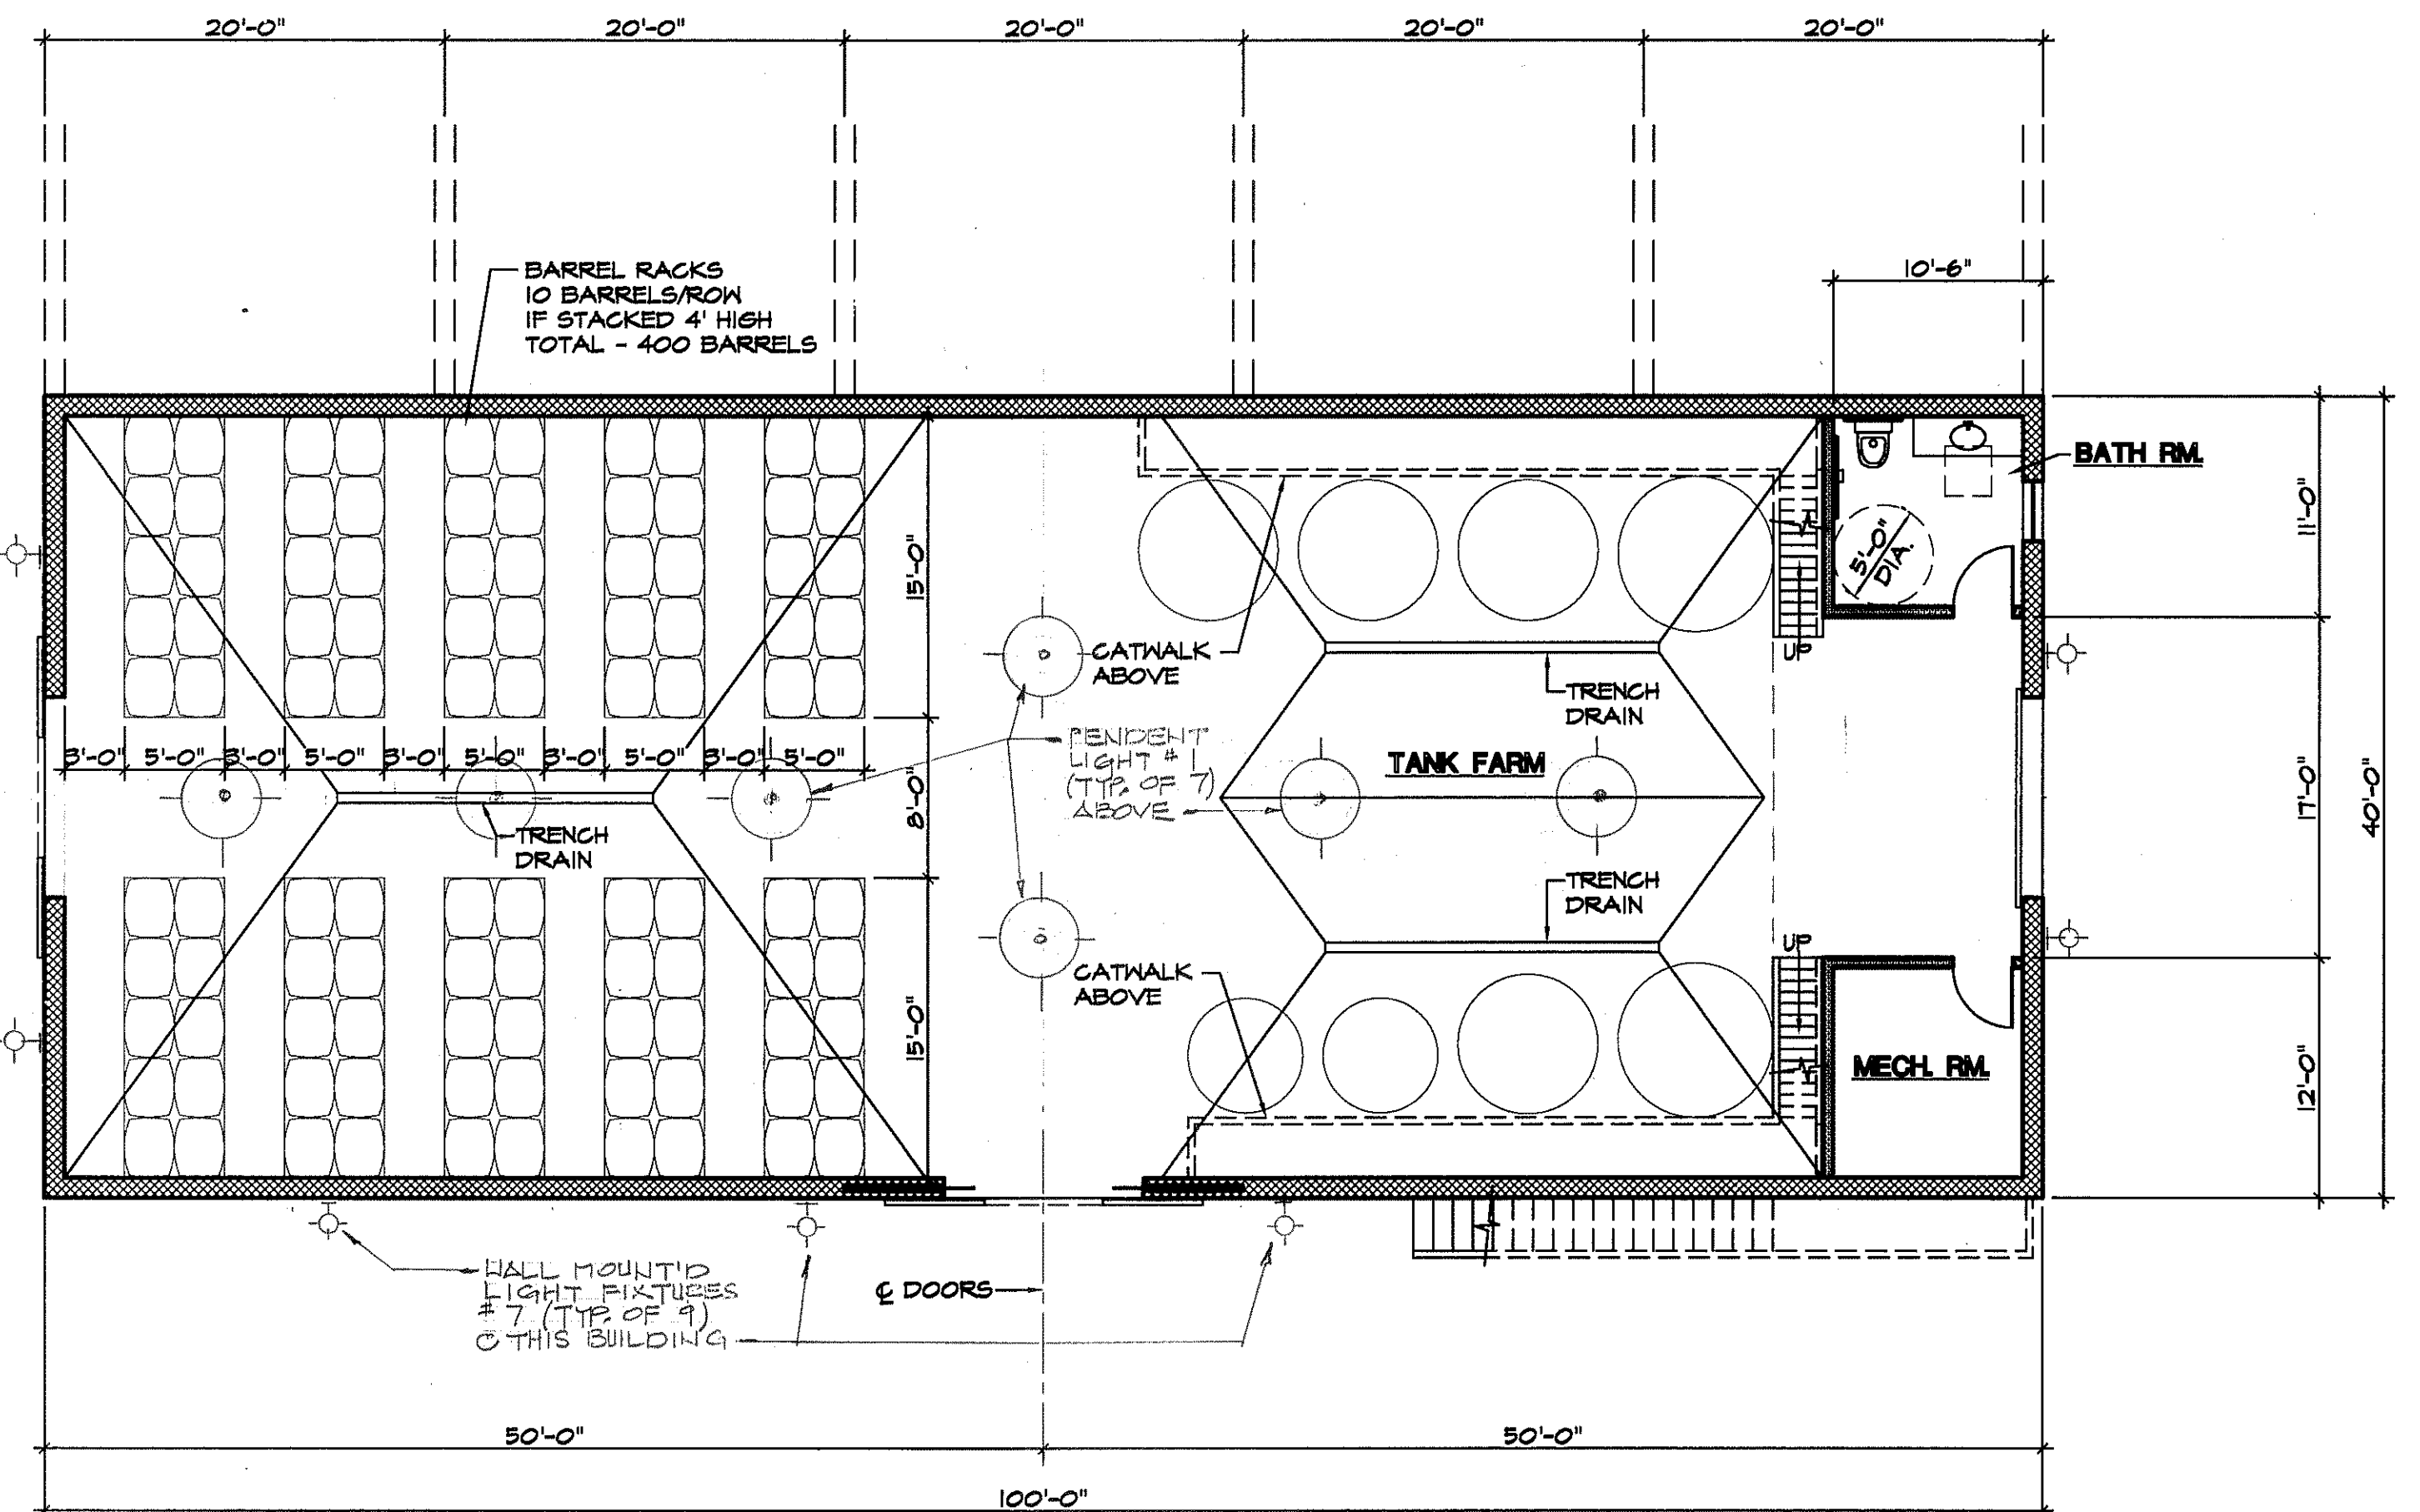 20'-0" 20'-0" 20'-0" 20'-0" 20'-0"
BARREL RACKS
10 BARRELS/ROW
IF STACKED 4' HIGH
TOTAL - 400 BARRELS
10'-6"
BATH RM.
11'-0"
15'-0"
5'-0"
DIA.
CATWALK
ABOVE
UP
TRENCH
DRAIN
PENDENT
LIGHT # 1
(TYP. OF 7)
ABOVE
TANK FARM
3'-0" 5'-0" 3'-0" 5'-0" 3'-0" 5'-0" 3'-0" 5'-0" 3'-0" 5'-0"
8'-0"
17'-0"
40'-0"
TRENCH
DRAIN
TRENCH
DRAIN
UP
CATWALK
ABOVE
15'-0"
MECH. RM.
12'-0"
WALL MOUNT'D
LIGHT FIXTURES
# 7 (TYP. OF 9)
@ THIS BUILDING
℄ DOORS
50'-0" 50'-0"
100'-0"